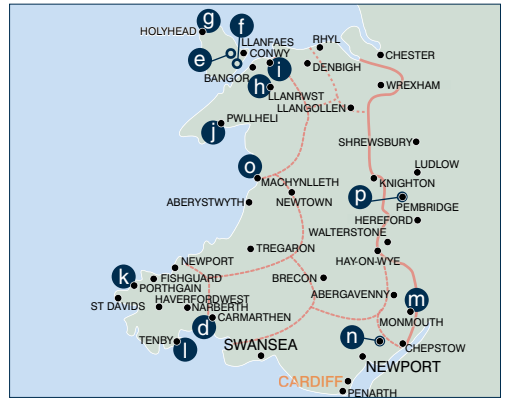 g
f
HOLYHEAD
LLANFAES
RHYL
CONWY
CHESTER
e
i
BANGOR
DENBIGH
h
WREXHAM
LLANRWST
LLANGOLLEN
PWLLHELI
j
SHREWSBURY
o
LUDLOW
MACHYNLLETH
KNIGHTON
p
ABERYSTWYTH
NEWTOWN
PEMBRIDGE
HEREFORD
WALTERSTONE
TREGARON
HAY-ON-WYE
NEWPORT
k
FISHGUARD
BRECON
PORTHGAIN
ABERGAVENNY
m
ST DAVIDS
HAVERFORDWEST
NARBERTH
CARMARTHEN
d
MONMOUTH
n
TENBY
l
SWANSEA
CHEPSTOW
NEWPORT
CARDIFF
PENARTH